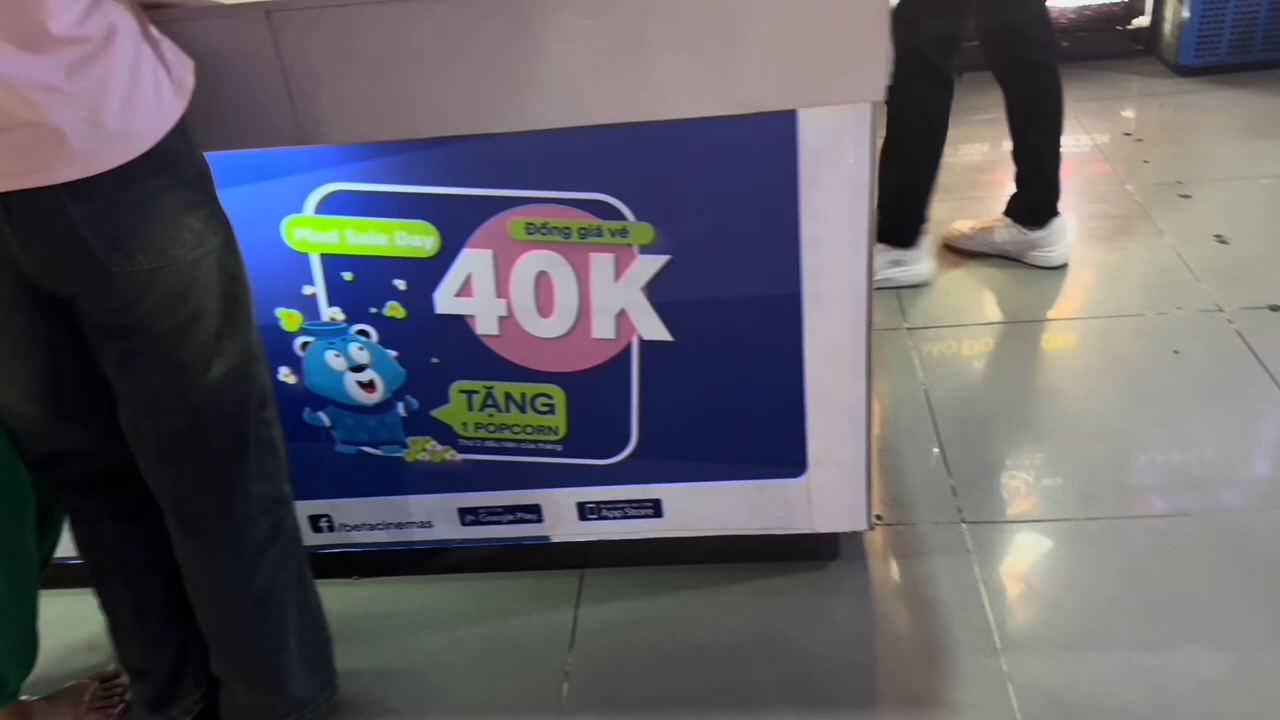 Mad Sale Day
Đồng giá vé
40K
TẶNG
1 POPCORN
Thứ 2 đầu tiên của tháng
/betacinemas
Google Play
App Store